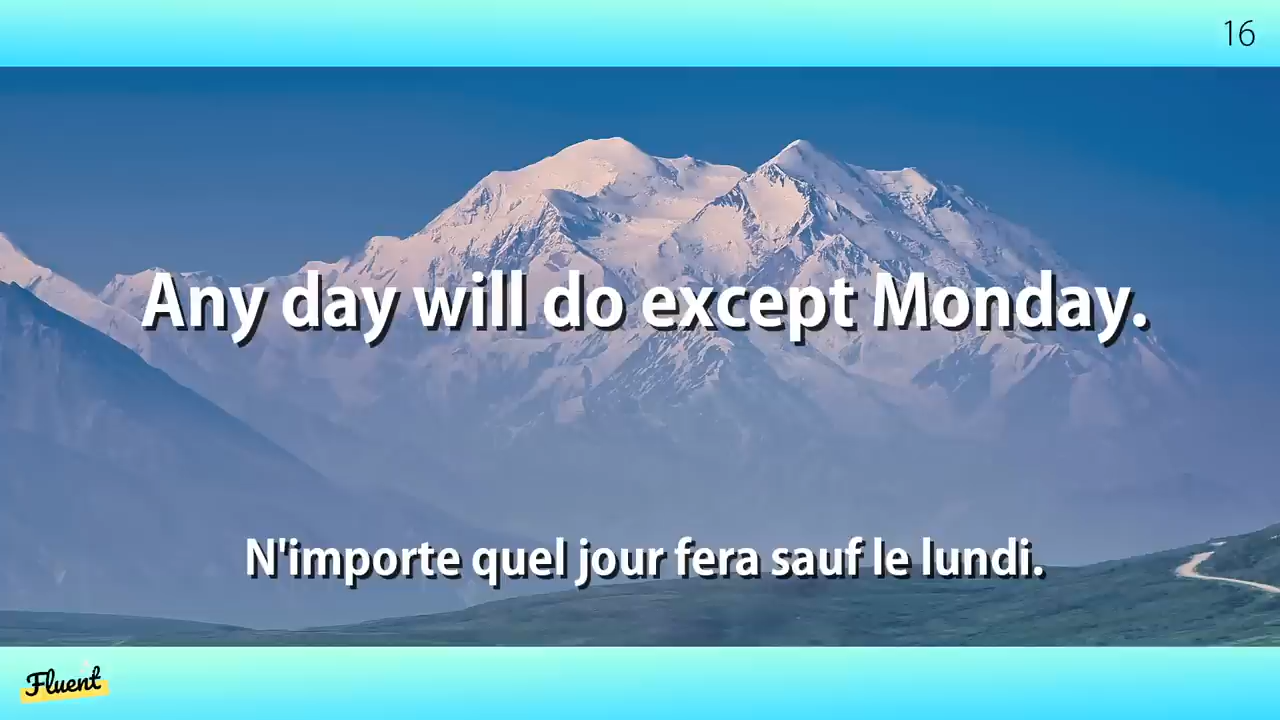 16
Any day will do except Monday.
N'importe quel jour fera sauf le lundi.
Fluent